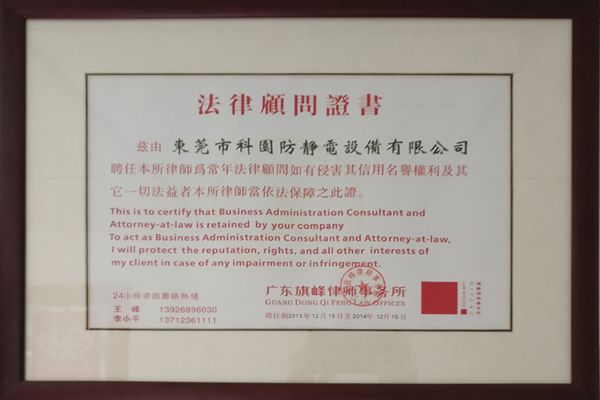 法律顧問證書
茲由 東莞市科園防靜電設備有限公司
聘任本所律師爲常年法律顧問如有侵害其信用名譽權利及其
它一切法益者本所律師當依法保障之此證。
This is to certify that Business Administration Consultant and
Attorney-at-law is retained by your company
To act as Business Administration Consultant and Attorney-at-law,
I will protect the reputation, rights, and all other interests of
my client in case of any impairment or infringement.
24小時咨詢聯絡熱綫
王 峰 13926896030
李小平 13712361111
广东旗峰律师事务所
GUANG DONG QI FENG LAW OFFICES
聘任期2013年12月15日至2014年12月15日